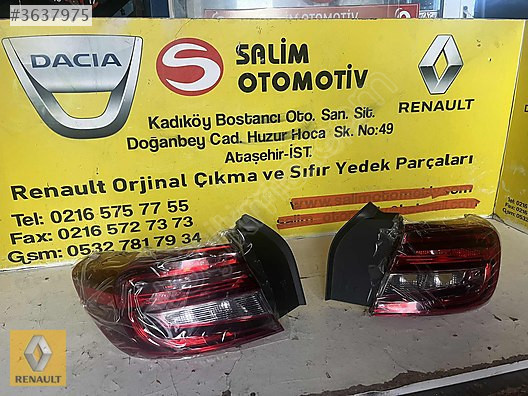 #3637975
DACIA
S
SALİM
OTOMOTİV
RENAULT
Kadıköy Bostancı Oto. San. Sit.
Doğanbey Cad. Huzur Hoca Sk. No:49
Ataşehir-İST.
Renault Orjinal Çıkma ve Sıfır Yedek Parçaları
Tel: 0216 575 77 55
Fax: 0216 572 73 73
Gsm: 0532 781 79 34
RENAULT